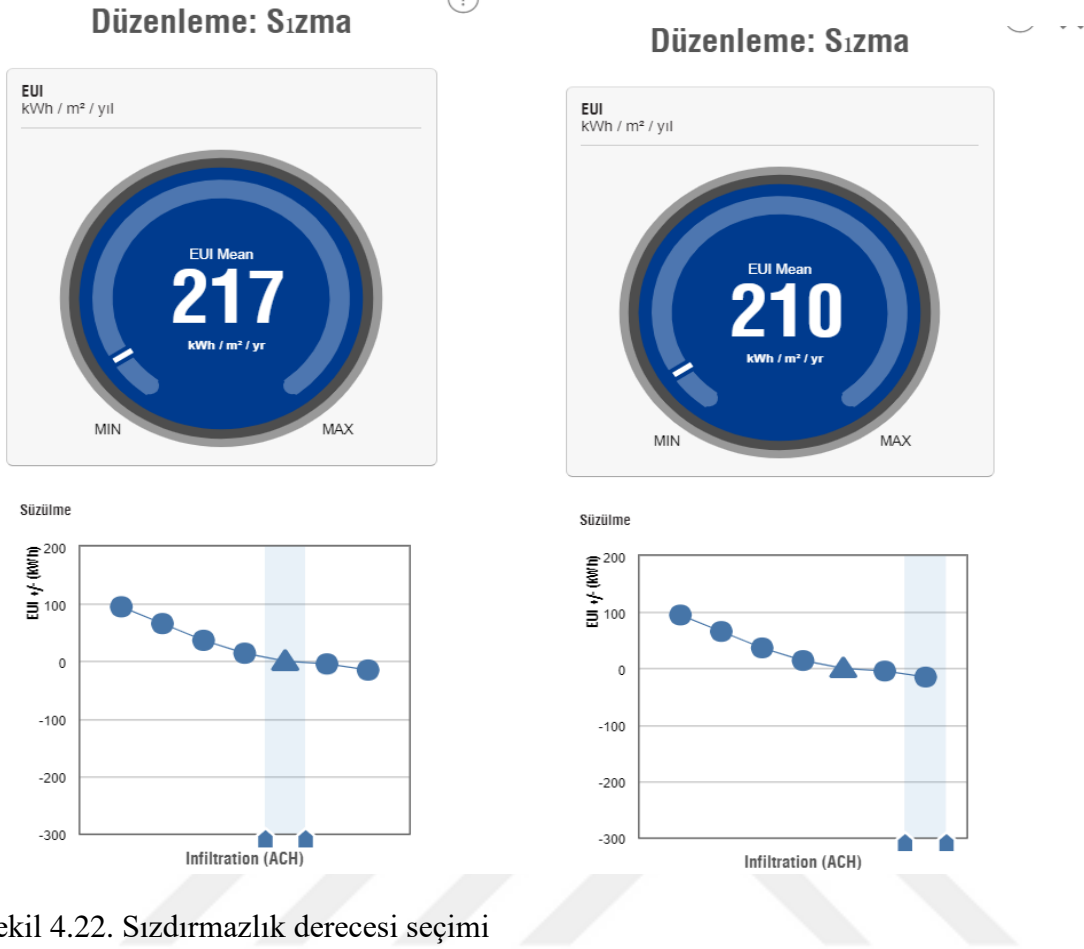 Düzenleme: Sızma
EUI
kWh / m² / yıl
EUI Mean
217
kWh / m² / yr
MIN
MAX
Süzülme
EUI +/- (kWh)
200
100
0
-100
-200
-300
Infiltration (ACH)
Düzenleme: Sızma
EUI
kWh / m² / yıl
EUI Mean
210
kWh / m² / yr
MIN
MAX
Süzülme
EUI +/- (kWh)
200
100
0
-100
-200
-300
Infiltration (ACH)
ekil 4.22. Sızdırmazlık derecesi seçimi